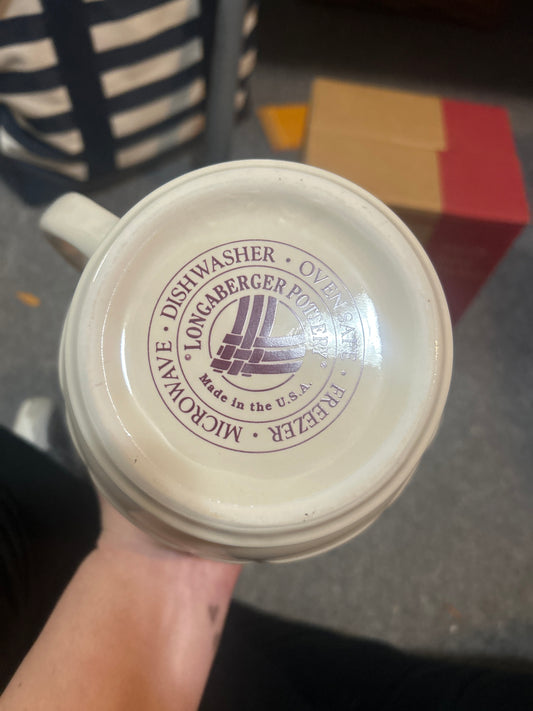 MICROWAVE • DISHWASHER • OVEN SAFE • FREEZER •
"LONGABERGER POTTERY"
Made in the U.S.A.